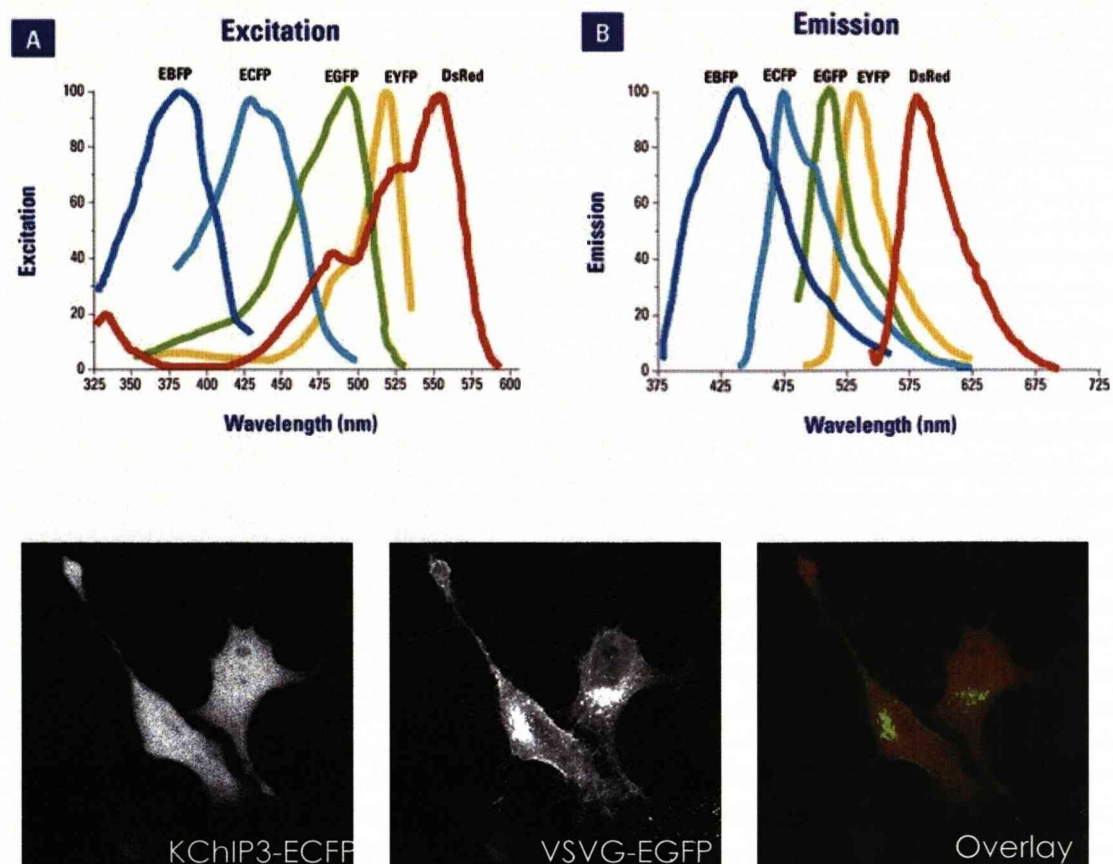 A
Excitation
EBFP ECFP EGFP EYFP DsRed
100
80
60
40
20
0
Excitation
325 350 375 400 425 450 475 500 525 550 575 600
Wavelength (nm)
B
Emission
EBFP ECFP EGFP EYFP DsRed
100
80
60
40
20
0
Emission
375 425 475 525 575 625 675 725
Wavelength (nm)
KChIP3-ECFP
VSVG-EGFP
Overlay